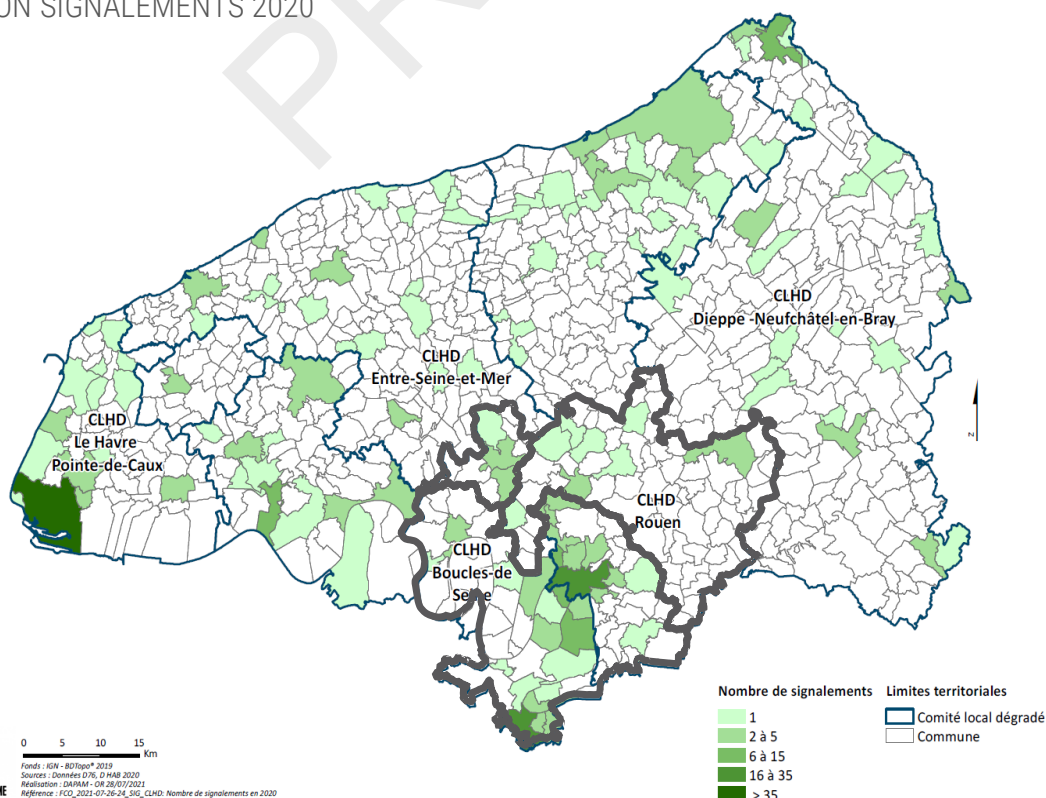 ON SIGNALEMENTS 2020
PR
CLHD
Dieppe -Neufchâtel-en-Bray
CLHD
Entre-Seine-et-Mer
CLHD
Le Havre
Pointe-de-Caux
CLHD
Rouen
CLHD
Boucles-de
Seine
z
Nombre de signalements
1
2 à 5
6 à 15
16 à 35
> 35
Limites territoriales
Comité local dégradé
Commune
0 5 10 15
Km
Fonds : IGN - BDTopo® 2019
Sources : Données D76, D HAB 2020
Réalisation : DAPAM - OR 28/07/2021
Référence : FCO_2021-07-26-24_SIG_CLHD: Nombre de signalements en 2020
ME